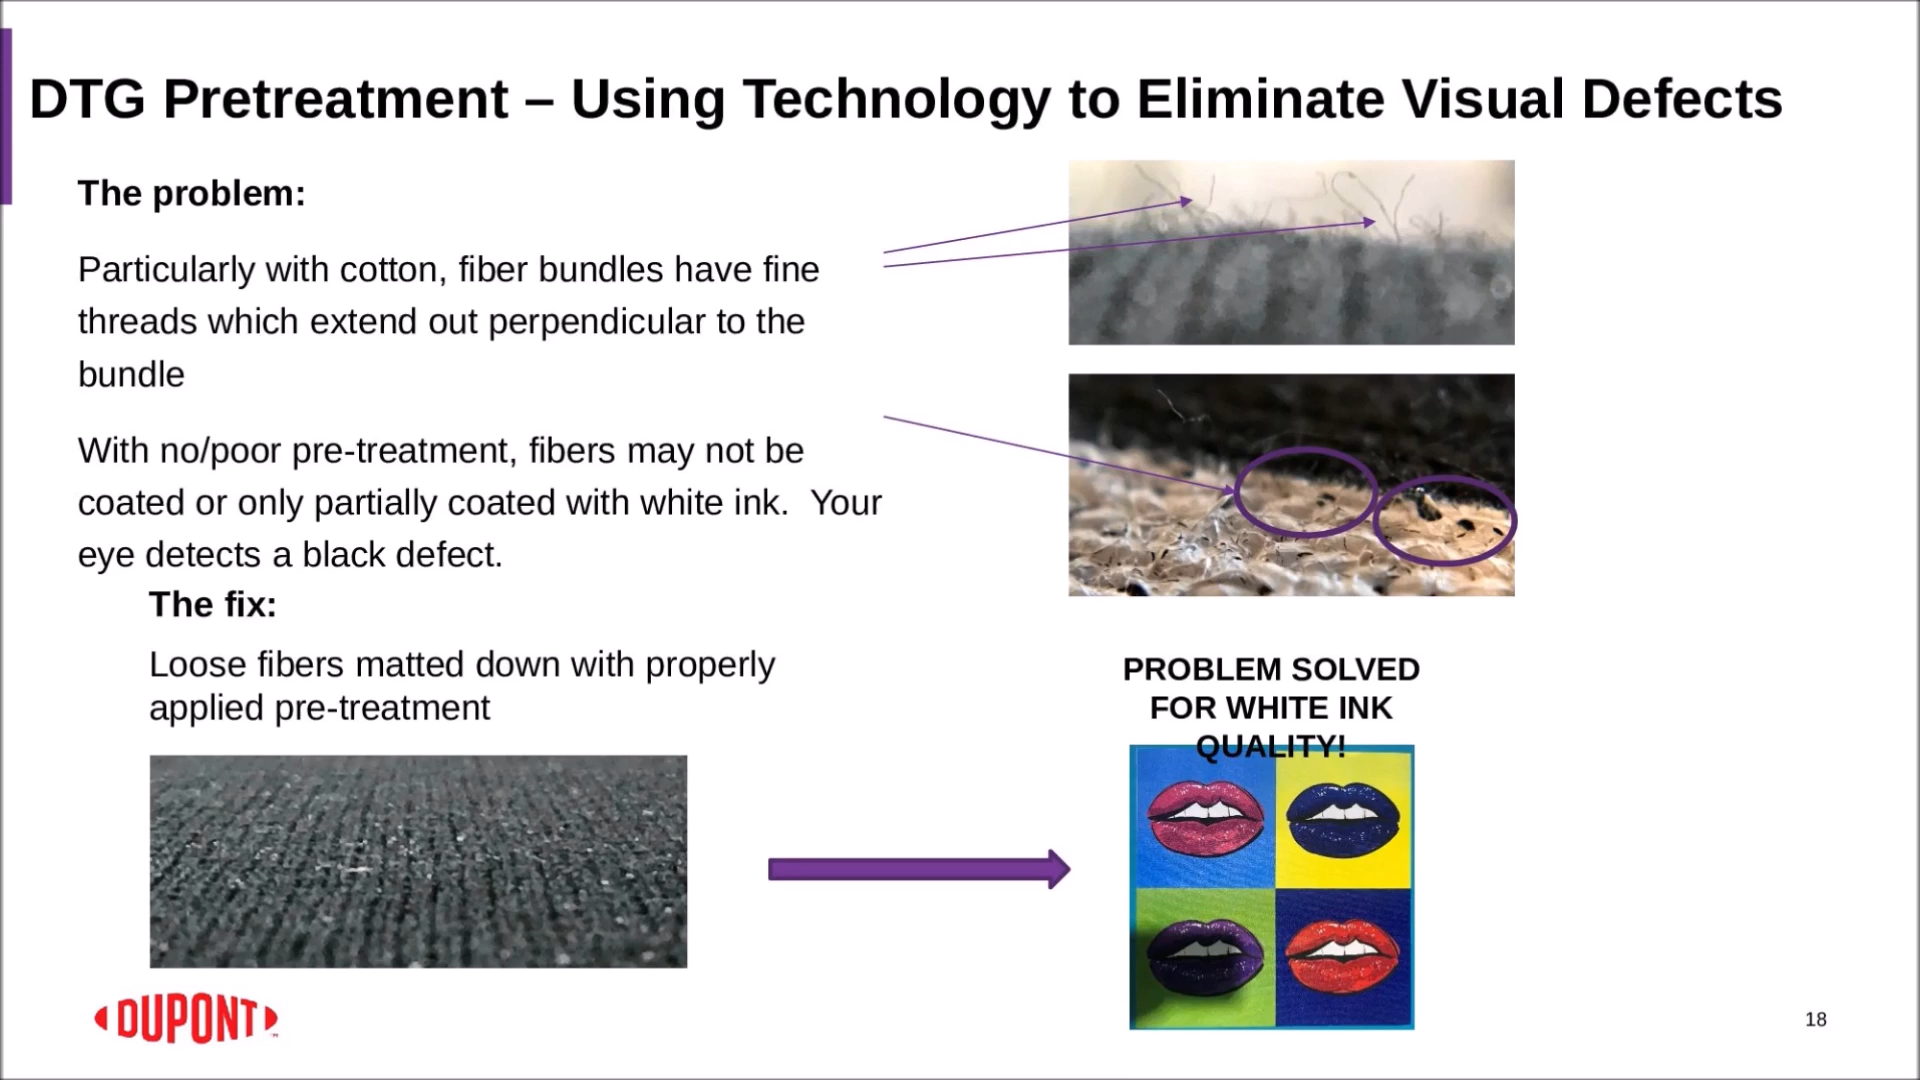 DTG Pretreatment – Using Technology to Eliminate Visual Defects
The problem:
Particularly with cotton, fiber bundles have fine
threads which extend out perpendicular to the
bundle
With no/poor pre-treatment, fibers may not be
coated or only partially coated with white ink.  Your
eye detects a black defect.
The fix:
Loose fibers matted down with properly
applied pre-treatment
PROBLEM SOLVED
FOR WHITE INK
QUALITY!
DUPONT
18